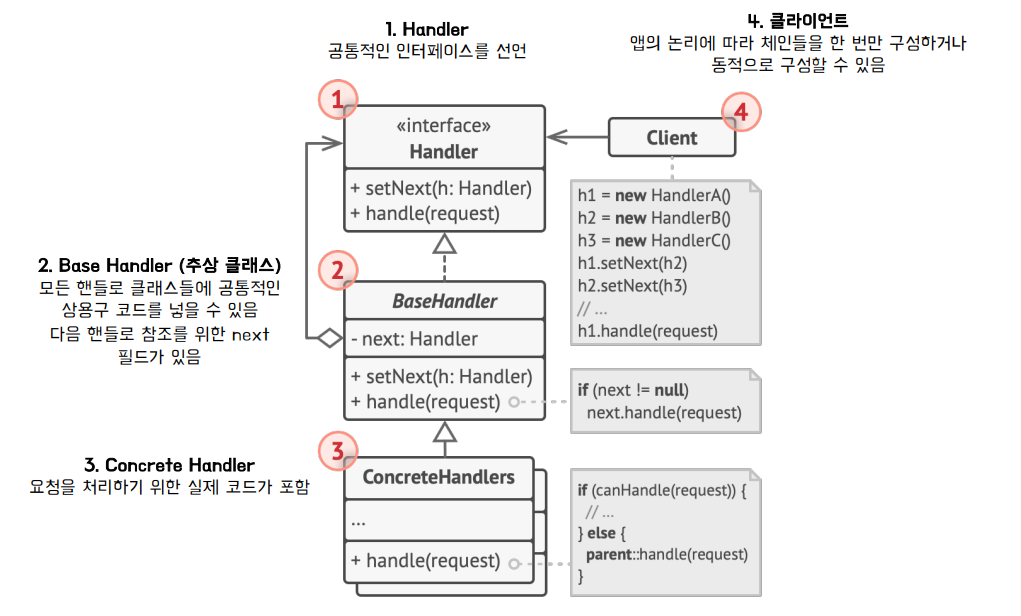 1. Handler
공통적인 인터페이스를 선언
4. 클라이언트
앱의 논리에 따라 체인들을 한 번만 구성하거나
동적으로 구성할 수 있음
1
«interface»
Handler
+ setNext(h: Handler)
+ handle(request)
4
Client
h1 = new HandlerA()
h2 = new HandlerB()
h3 = new HandlerC()
h1.setNext(h2)
h2.setNext(h3)
// ...
h1.handle(request)
2. Base Handler (추상 클래스)
모든 핸들로 클래스들에 공통적인
상용구 코드를 넣을 수 있음
다음 핸들로 참조를 위한 next
필드가 있음
2
BaseHandler
- next: Handler
+ setNext(h: Handler)
+ handle(request)
if (next != null)
next.handle(request)
3. Concrete Handler
요청을 처리하기 위한 실제 코드가 포함
3
ConcreteHandlers
...
+ handle(request)
if (canHandle(request)) {
// ...
} else {
parent::handle(request)
}